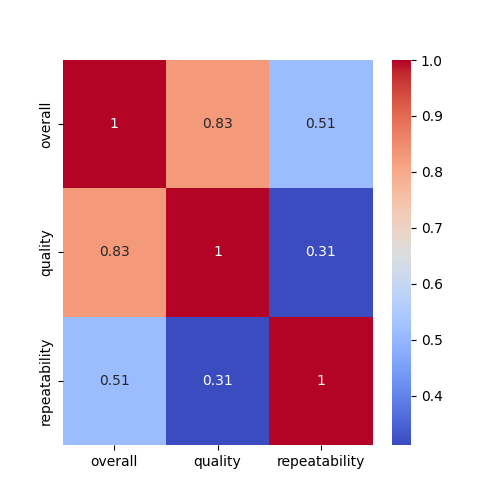 overall 1 0.83 0.51
quality 0.83 1 0.31
repeatability 0.51 0.31 1
overall quality repeatability
1.0
0.9
0.8
0.7
0.6
0.5
0.4